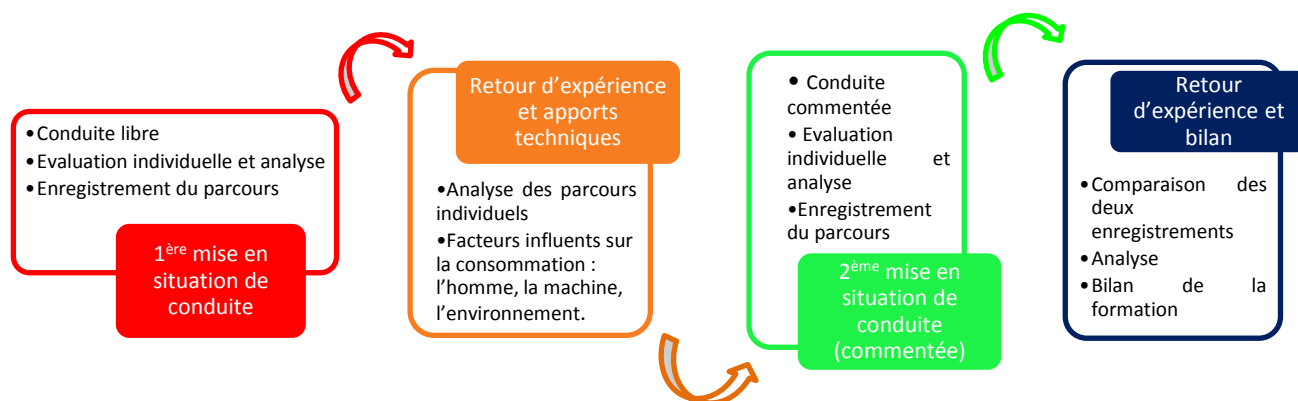 • Conduite libre
• Evaluation individuelle et analyse
• Enregistrement du parcours
1ère mise en
situation de
conduite
Retour d’expérience
et apports
techniques
•Analyse des parcours
individuels
•Facteurs influents sur
la consommation :
l’homme, la machine,
l’environnement.
• Conduite
commentée
• Evaluation
individuelle et
analyse
•Enregistrement
du parcours
2ème mise en
situation de
conduite
(commentée)
Retour
d’expérience et
bilan
• Comparaison des
deux
enregistrements
• Analyse
• Bilan de la
formation